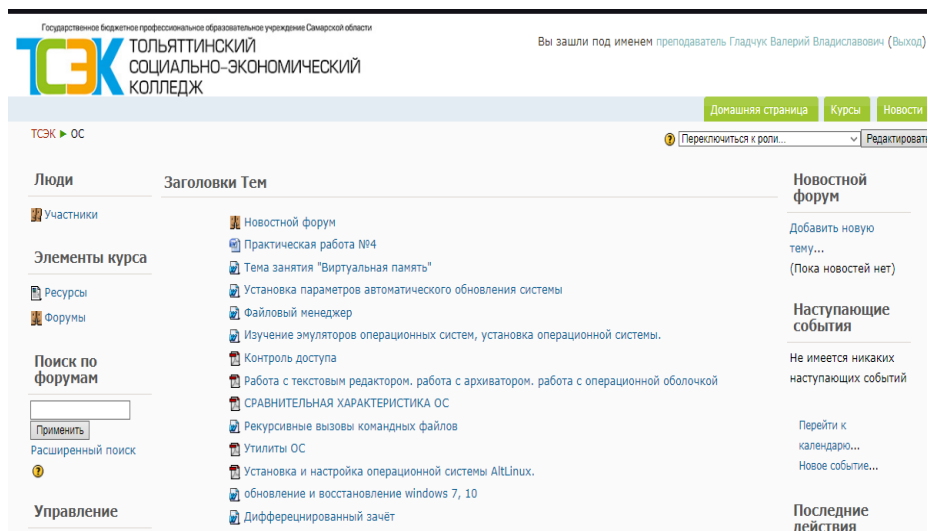 Государственное бюджетное профессиональное образовательное учреждение Самарской области
ТСЭК
ТОЛЬЯТТИНСКИЙ
СОЦИАЛЬНО-ЭКОНОМИЧЕСКИЙ
КОЛЛЕДЖ
Вы зашли под именем преподаватель Гладчук Валерий Владиславович (Выход)
Домашняя страница Курсы Новости
ТСЭК ► ОС
Переключиться к роли... Редактировать
Люди
Участники
Элементы курса
Ресурсы
Форумы
Поиск по
форумам
Применить
Расширенный поиск
Управление
Заголовки Тем
Новостной форум
Практическая работа №4
Тема занятия "Виртуальная память"
Установка параметров автоматического обновления системы
Файловый менеджер
Изучение эмуляторов операционных систем, установка операционной системы.
Контроль доступа
Работа с текстовым редактором. работа с архиватором. работа с операционной оболочкой
СРАВНИТЕЛЬНАЯ ХАРАКТЕРИСТИКА ОС
Рекурсивные вызовы командных файлов
Утилиты ОС
Установка и настройка операционной системы AltLinux.
обновление и восстановление windows 7, 10
Дифферецнированный зачёт
Новостной
форум
Добавить новую
тему...
(Пока новостей нет)
Наступающие
события
Не имеется никаких
наступающих событий
Перейти к
календарю...
Новое событие...
Последние
действия